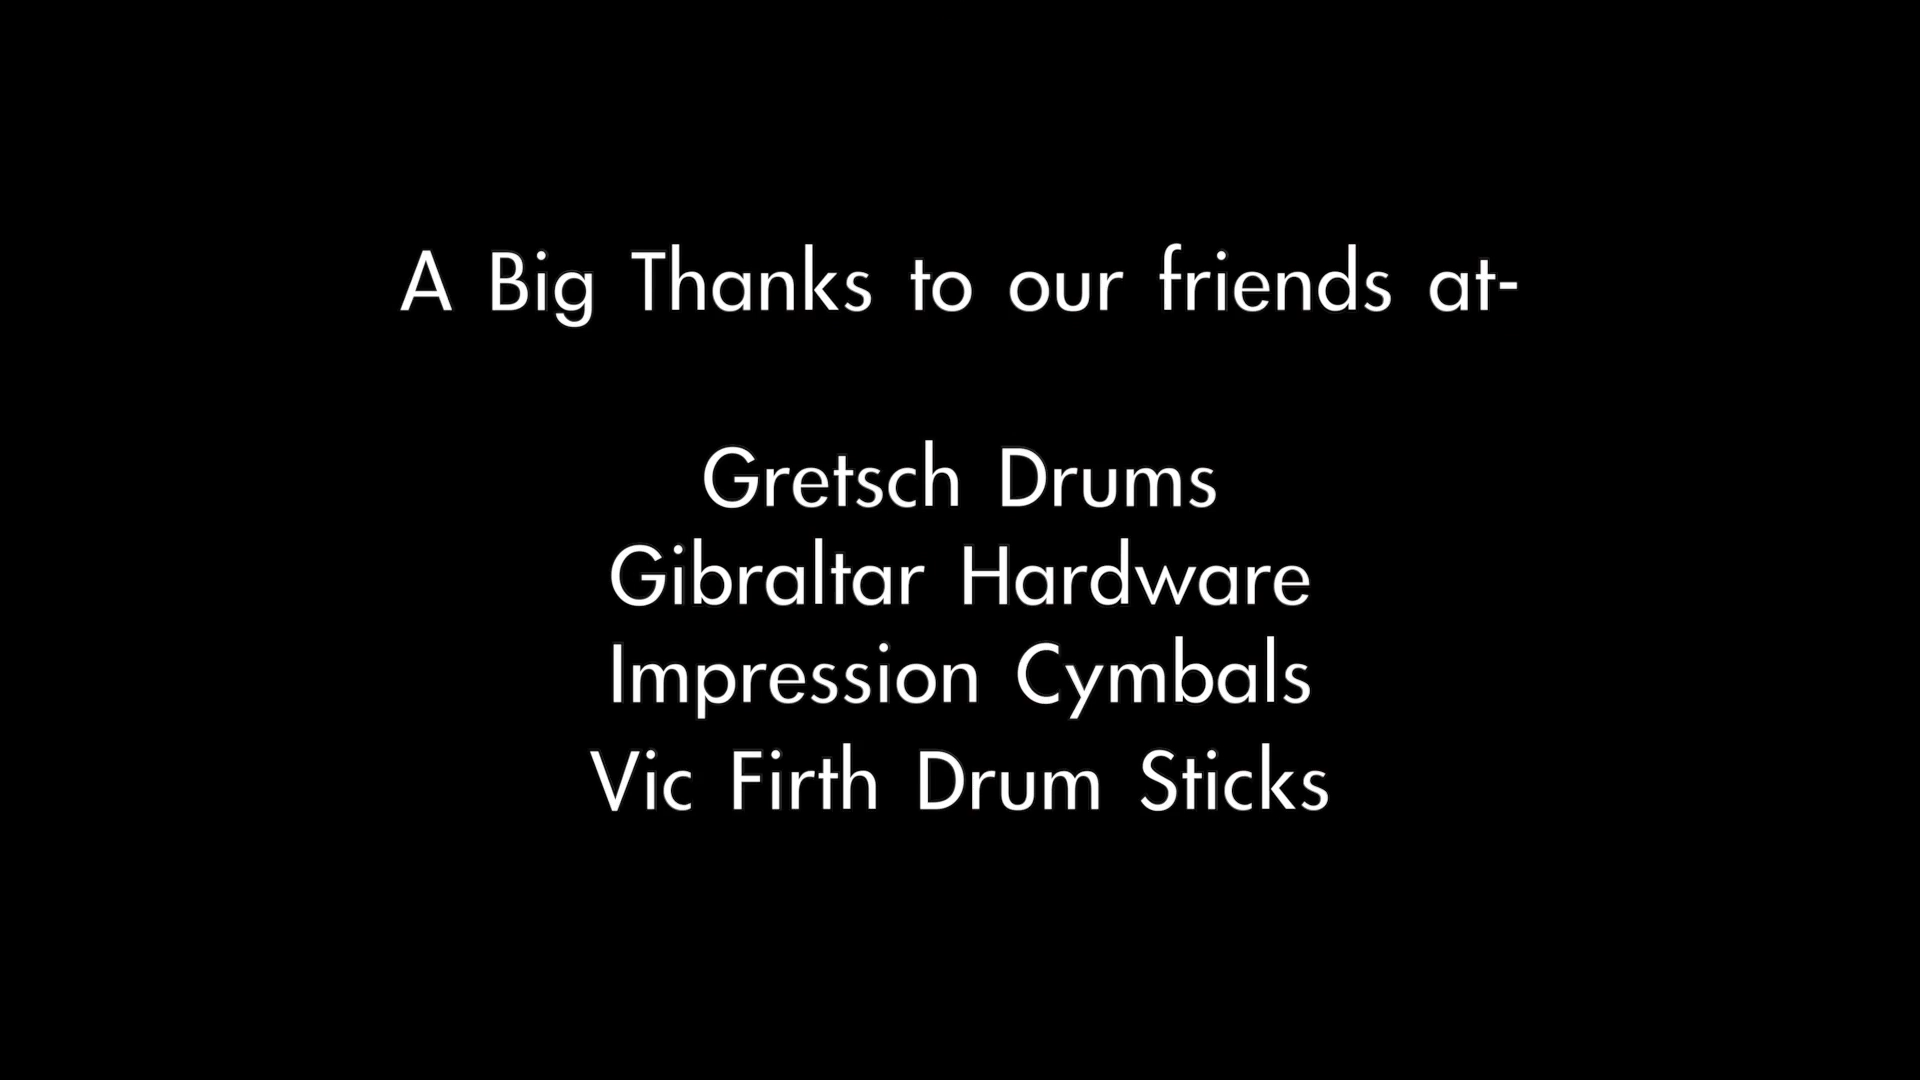 A Big Thanks to our friends at-
Gretsch Drums
Gibraltar Hardware
Impression Cymbals
Vic Firth Drum Sticks